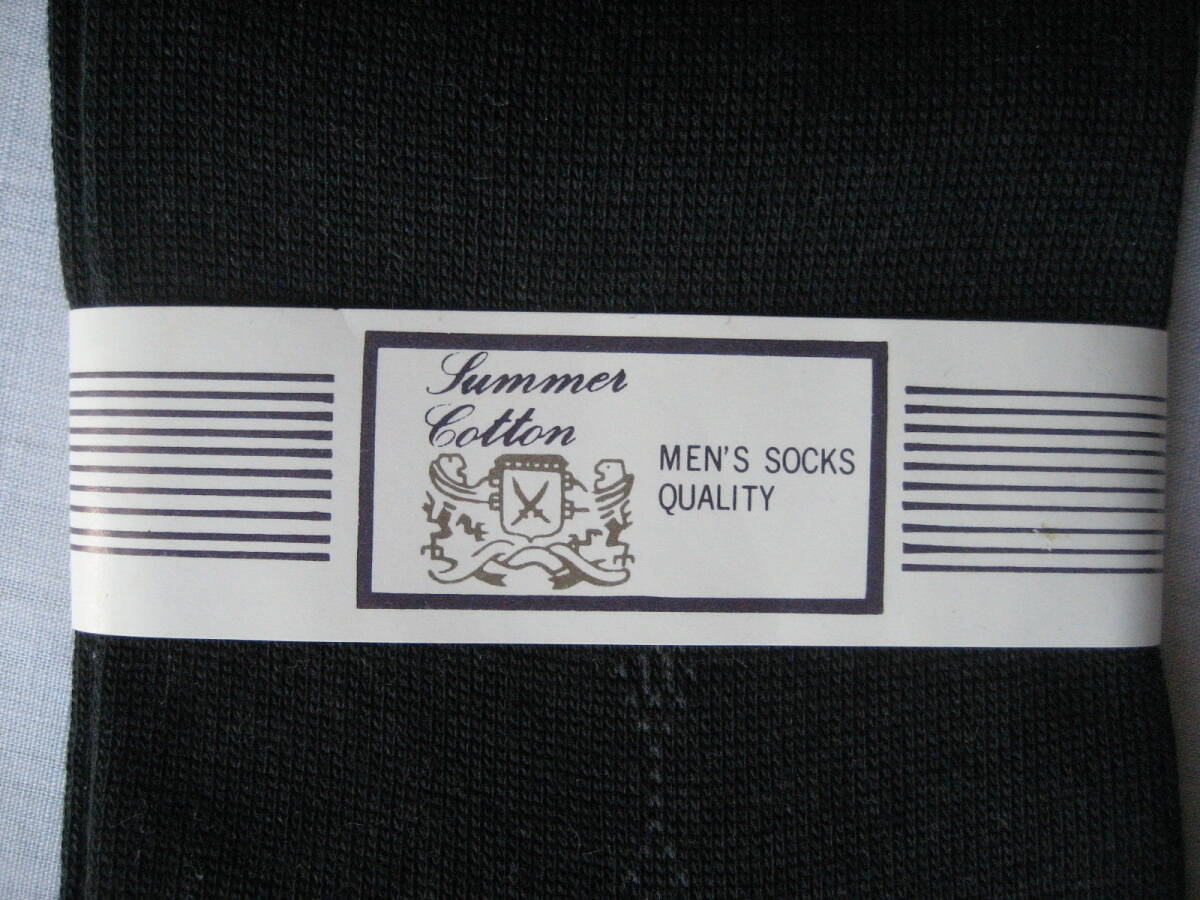 Summer
Cotton
MEN'S SOCKS
QUALITY